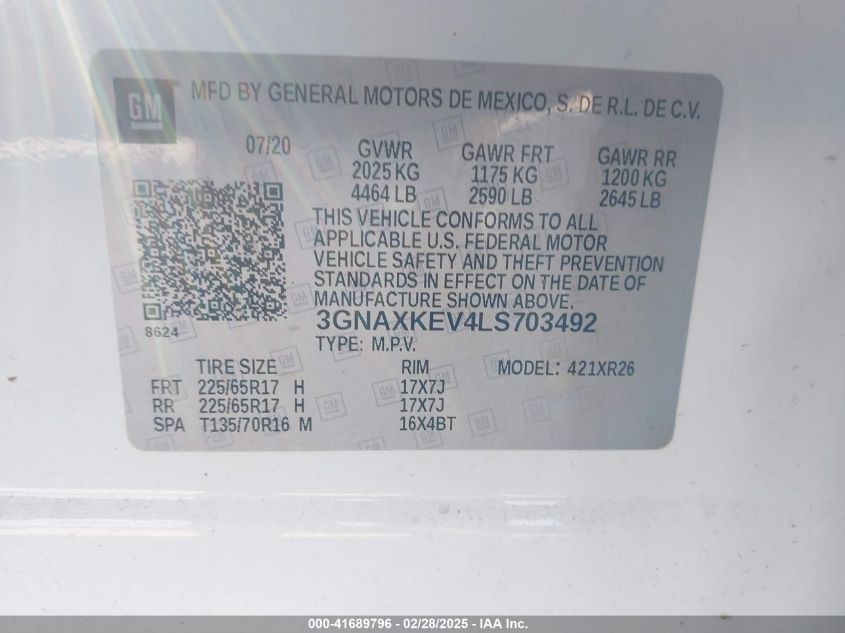 GM MFD BY GENERAL MOTORS DE MEXICO, S. DE R.L. DE C.V.
07/20 GVWR GAWR FRT GAWR RR
2025 KG 1175 KG 1200 KG
4464 LB 2590 LB 2645 LB
THIS VEHICLE CONFORMS TO ALL
APPLICABLE U.S. FEDERAL MOTOR
VEHICLE SAFETY AND THEFT PREVENTION
STANDARDS IN EFFECT ON THE DATE OF
MANUFACTURE SHOWN ABOVE.
8624 3GNAXKEV4LS703492
TYPE: M.P.V.
TIRE SIZE RIM MODEL: 421XR26
FRT 225/65R17 H 17X7J
RR 225/65R17 H 17X7J
SPA T135/70R16 M 16X4BT
000-41689796 - 02/28/2025 - IAA Inc.